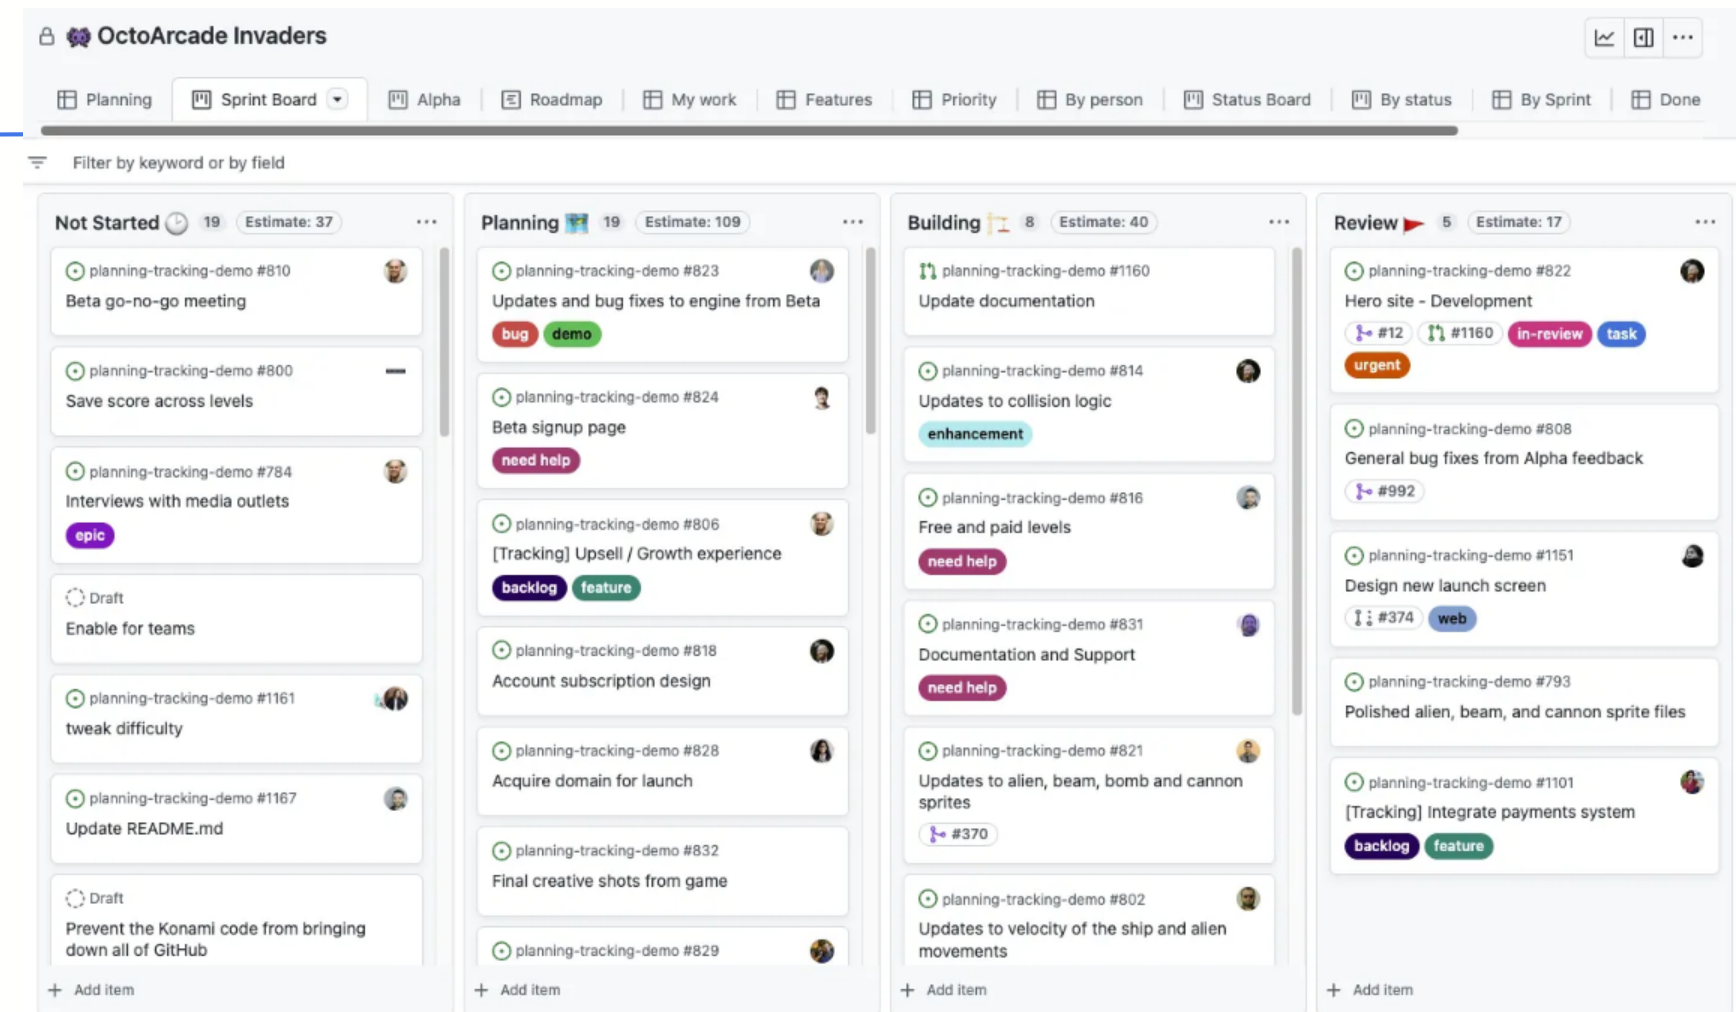 OctoArcade Invaders
Planning
Sprint Board
Alpha
Roadmap
My work
Features
Priority
By person
Status Board
By status
By Sprint
Done
Filter by keyword or by field
Not Started 19 Estimate: 37
planning-tracking-demo #810
Beta go-no-go meeting
planning-tracking-demo #800
Save score across levels
planning-tracking-demo #784
Interviews with media outlets
epic
Draft
Enable for teams
planning-tracking-demo #1161
tweak difficulty
planning-tracking-demo #1167
Update README.md
Draft
Prevent the Konami code from bringing
down all of GitHub
+ Add item
Planning 19 Estimate: 109
planning-tracking-demo #823
Updates and bug fixes to engine from Beta
bug demo
planning-tracking-demo #824
Beta signup page
need help
planning-tracking-demo #806
[Tracking] Upsell / Growth experience
backlog feature
planning-tracking-demo #818
Account subscription design
planning-tracking-demo #828
Acquire domain for launch
planning-tracking-demo #832
Final creative shots from game
planning-tracking-demo #829
+ Add item
Building 8 Estimate: 40
planning-tracking-demo #1160
Update documentation
planning-tracking-demo #814
Updates to collision logic
enhancement
planning-tracking-demo #816
Free and paid levels
need help
planning-tracking-demo #831
Documentation and Support
need help
planning-tracking-demo #821
Updates to alien, beam, bomb and cannon
sprites
#370
planning-tracking-demo #802
Updates to velocity of the ship and alien
movements
+ Add item
Review 5 Estimate: 17
planning-tracking-demo #822
Hero site - Development
#12 #1160 in-review task
urgent
planning-tracking-demo #808
General bug fixes from Alpha feedback
#992
planning-tracking-demo #1151
Design new launch screen
#374 web
planning-tracking-demo #793
Polished alien, beam, and cannon sprite files
planning-tracking-demo #1101
[Tracking] Integrate payments system
backlog feature
+ Add item